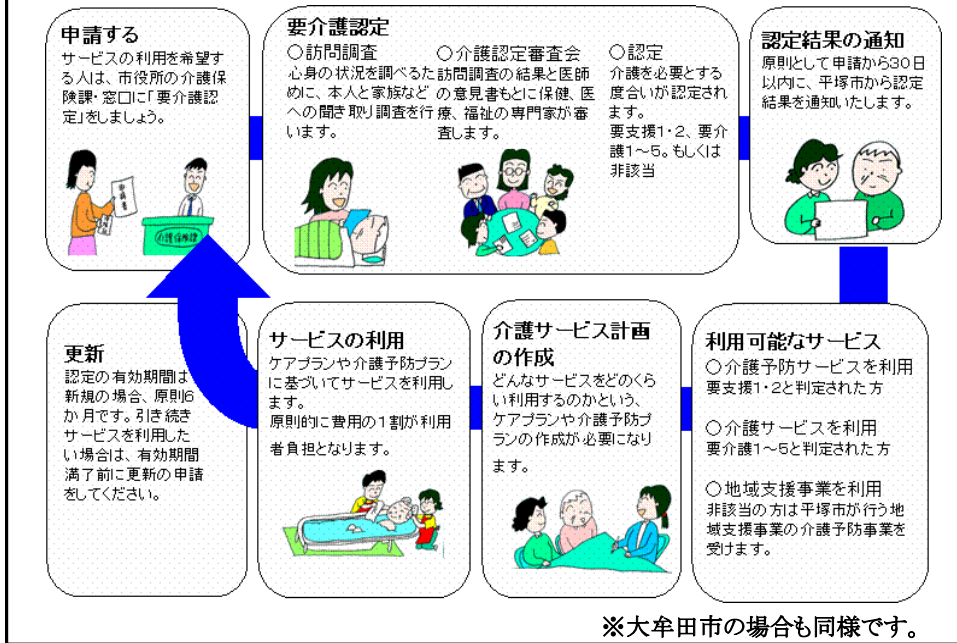 申請する
サービスの利用を希望す
る人は、市役所の介護保
険課・窓口に「要介護認
定」をしましょう。
申請書
介護保険課
要介護認定
○訪問調査
心身の状況を調べるた
めに、本人と家族など
への聞き取り調査を行
います。
○介護認定審査会
訪問調査の結果と医師
の意見書もとに保健、医
療、福祉の専門家が審
査します。
○認定
介護を必要とする
度合いが認定され
ます。
要支援1・2、要介
護1～5。もしくは
非該当
認定結果の通知
原則として申請から30日
以内に、平塚市から認定
結果を通知いたします。
利用可能なサービス
○介護予防サービスを利用
要支援1・2と判定された方
○介護サービスを利用
要介護1～5と判定された方
○地域支援事業を利用
非該当の方は平塚市が行う地
域支援事業の介護予防事業を
受けます。
介護サービス計画
の作成
どんなサービスをどのくら
い利用するのかという、
ケアプランや介護予防プ
ランの作成が必要になり
ます。
サービスの利用
ケアプランや介護予防プラン
に基づいてサービスを利用し
ます。
原則的に費用の1割が利用
者負担となります。
更新
認定の有効期間は
新規の場合、原則6
か月です。引き続き
サービスを利用した
い場合は、有効期間
満了前に更新の申請
をしてください。
※大牟田市の場合も同様です。